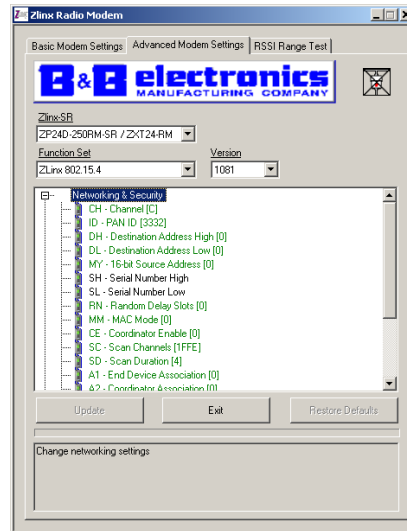 Zlinx Radio Modem
Basic Modem Settings Advanced Modem Settings RSSI Range Test
B&B electronics
MANUFACTURING COMPANY
Zlinx-SR
ZP24D-250RM-SR / ZXT24-RM
Function Set Version
ZLinx 802.15.4 1081
Networking & Security
CH - Channel [C]
ID - PAN ID [3332]
DH - Destination Address High [0]
DL - Destination Address Low [0]
MY - 16-bit Source Address [0]
SH - Serial Number High
SL - Serial Number Low
RN - Random Delay Slots [0]
MM - MAC Mode [0]
CE - Coordinator Enable [0]
SC - Scan Channels [1FFE]
SD - Scan Duration [4]
A1 - End Device Association [0]
A2 - Coordinator Association [0]
Update Exit Restore Defaults
Change networking settings